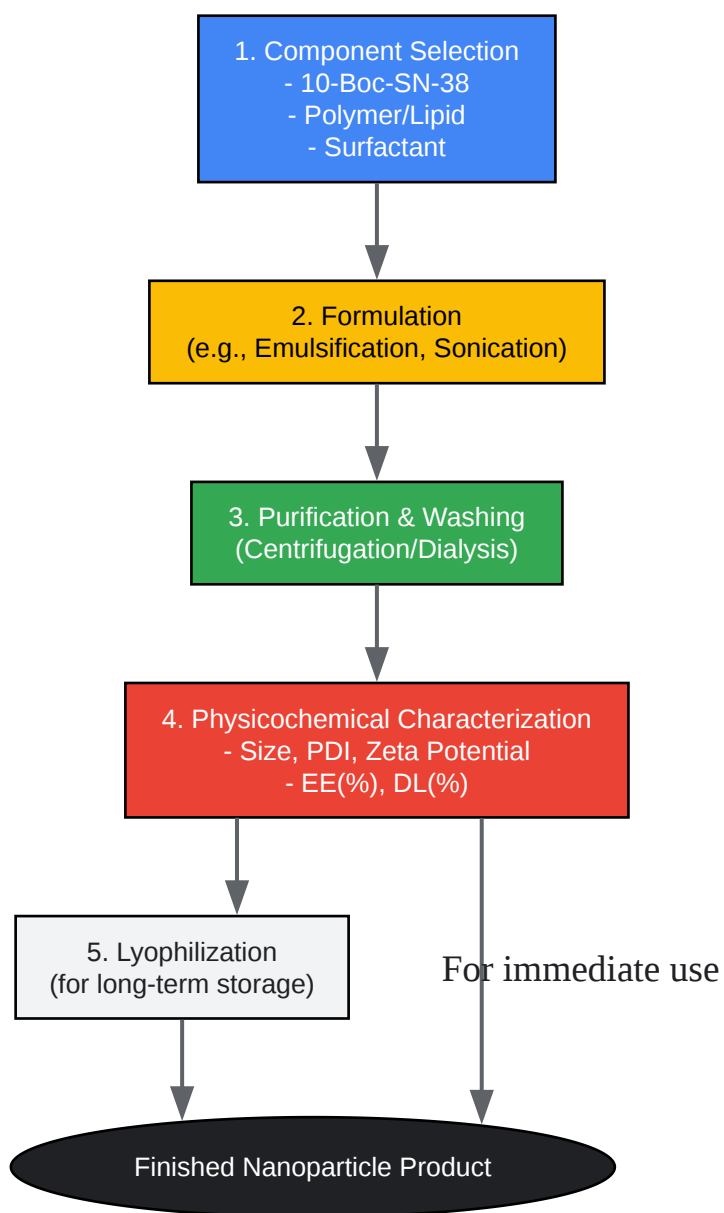 1. Component Selection
- 10-Boc-SN-38
- Polymer/Lipid
- Surfactant
2. Formulation
(e.g., Emulsification, Sonication)
3. Purification & Washing
(Centrifugation/Dialysis)
4. Physicochemical Characterization
- Size, PDI, Zeta Potential
- EE(%), DL(%)
5. Lyophilization
(for long-term storage)
For immediate use
Finished Nanoparticle Product